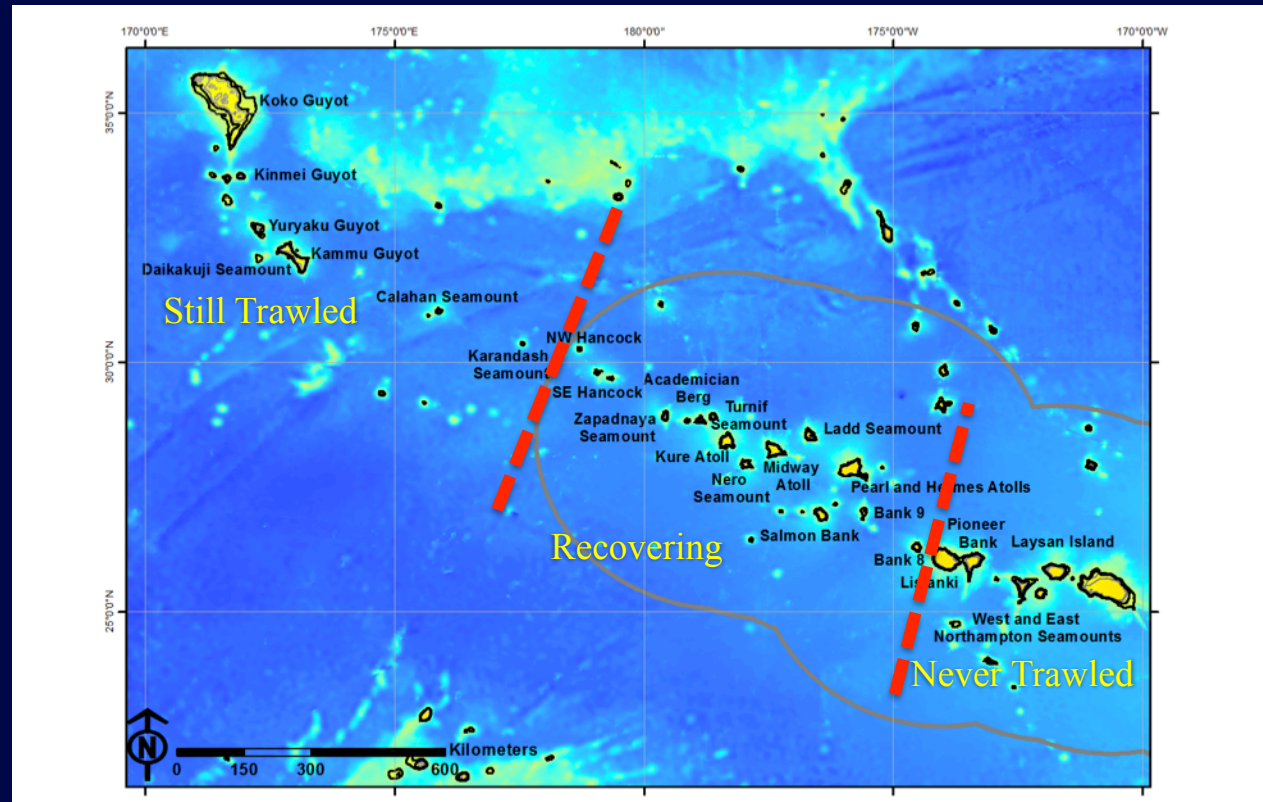 170°0'0"E
175°0'0"E
180°0'0"
175°0'0"W
170°0'0"W
35°0'0"N
30°0'0"N
25°0'0"N
Koko Guyot
Kinmei Guyot
Yuryaku Guyot
Kammu Guyot
Daikakuji Seamount
Still Trawled
Calahan Seamount
NW Hancock
Karandash
Seamount
SE Hancock
Academician
Berg
Turnif
Seamount
Zapadnaya
Seamount
Ladd Seamount
Kure Atoll
Midway
Atoll
Nero
Seamount
Pearl and Hermes Atolls
Bank 9
Salmon Bank
Pioneer
Bank
Laysan Island
Recovering
Bank 8
Lisianki
West and East
Northampton Seamounts
Never Trawled
N
Kilometers
0 150 300 600